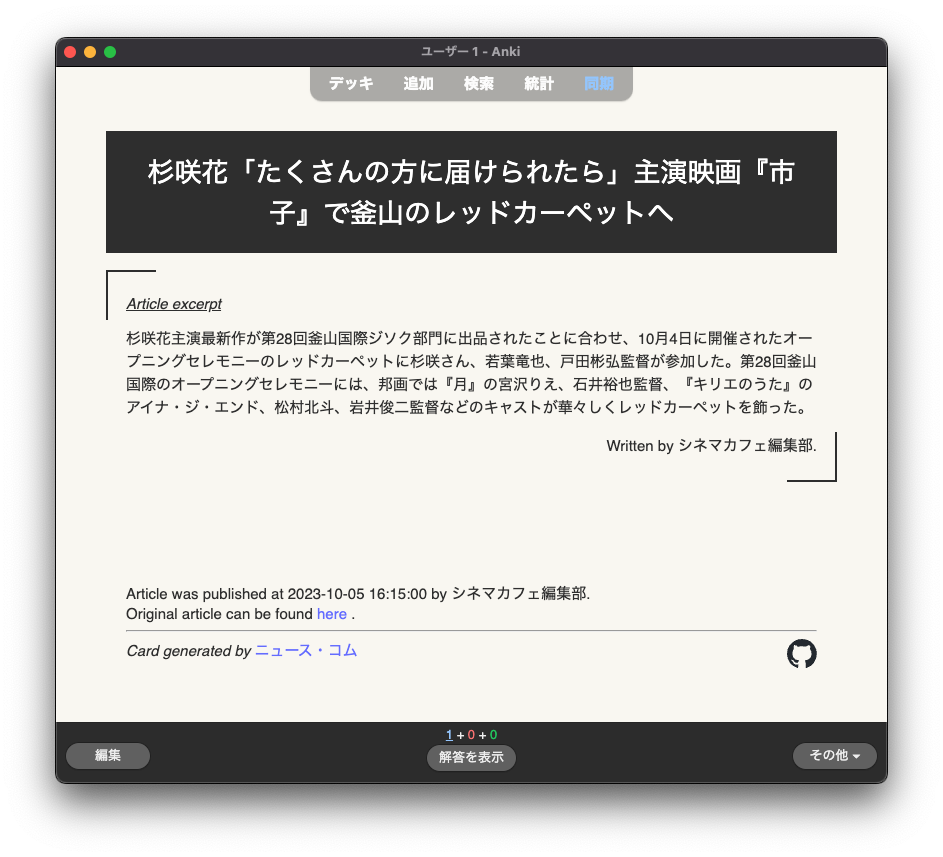 ユーザー 1 - Anki
デッキ 追加 検索 統計 同期
杉咲花「たくさんの方に届けられたら」主演映画『市
子』で釜山のレッドカーペットへ
Article excerpt
杉咲花主演最新作が第28回釜山国際ジソク部門に出品されたことに合わせ、10月4日に開催されたオー
プニングセレモニーのレッドカーペットに杉咲さん、若葉竜也、戸田彬弘監督が参加した。第28回釜山
国際のオープニングセレモニーには、邦画では『月』の宮沢りえ、石井裕也監督、『キリエのうた』の
アイナ・ジ・エンド、松村北斗、岩井俊二監督などのキャストが華々しくレッドカーペットを飾った。
Written by シネマカフェ編集部.
Article was published at 2023-10-05 16:15:00 by シネマカフェ編集部.
Original article can be found here .
Card generated by ニュース・コム
1 + 0 + 0
編集 解答を表示 その他